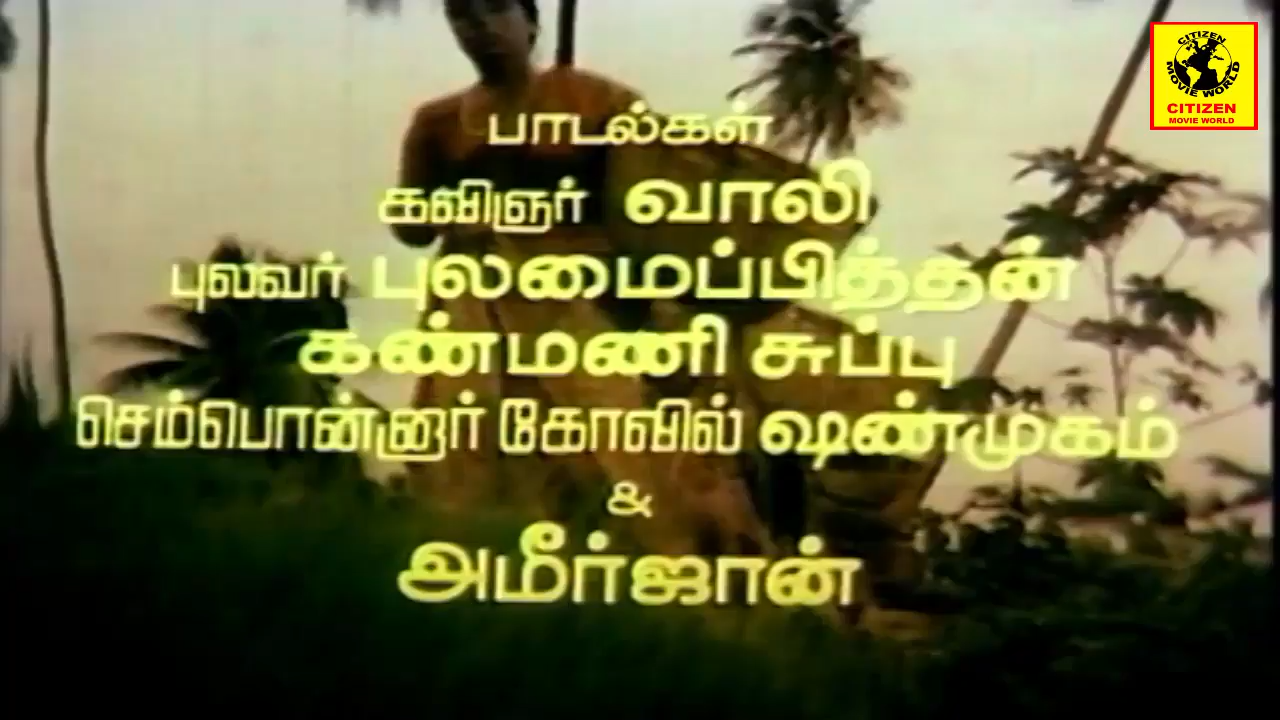 CITIZEN
MOVIE WORLD
CITIZEN
MOVIE WORLD
பாடல்கள்
கவிஞர் வாலி
புலவர் புலமைப்பித்தன்
கண்மணி சுப்பு
செம்பொன்னூர் கோவில் ஷண்முகம்
&
அமீர்ஜான்